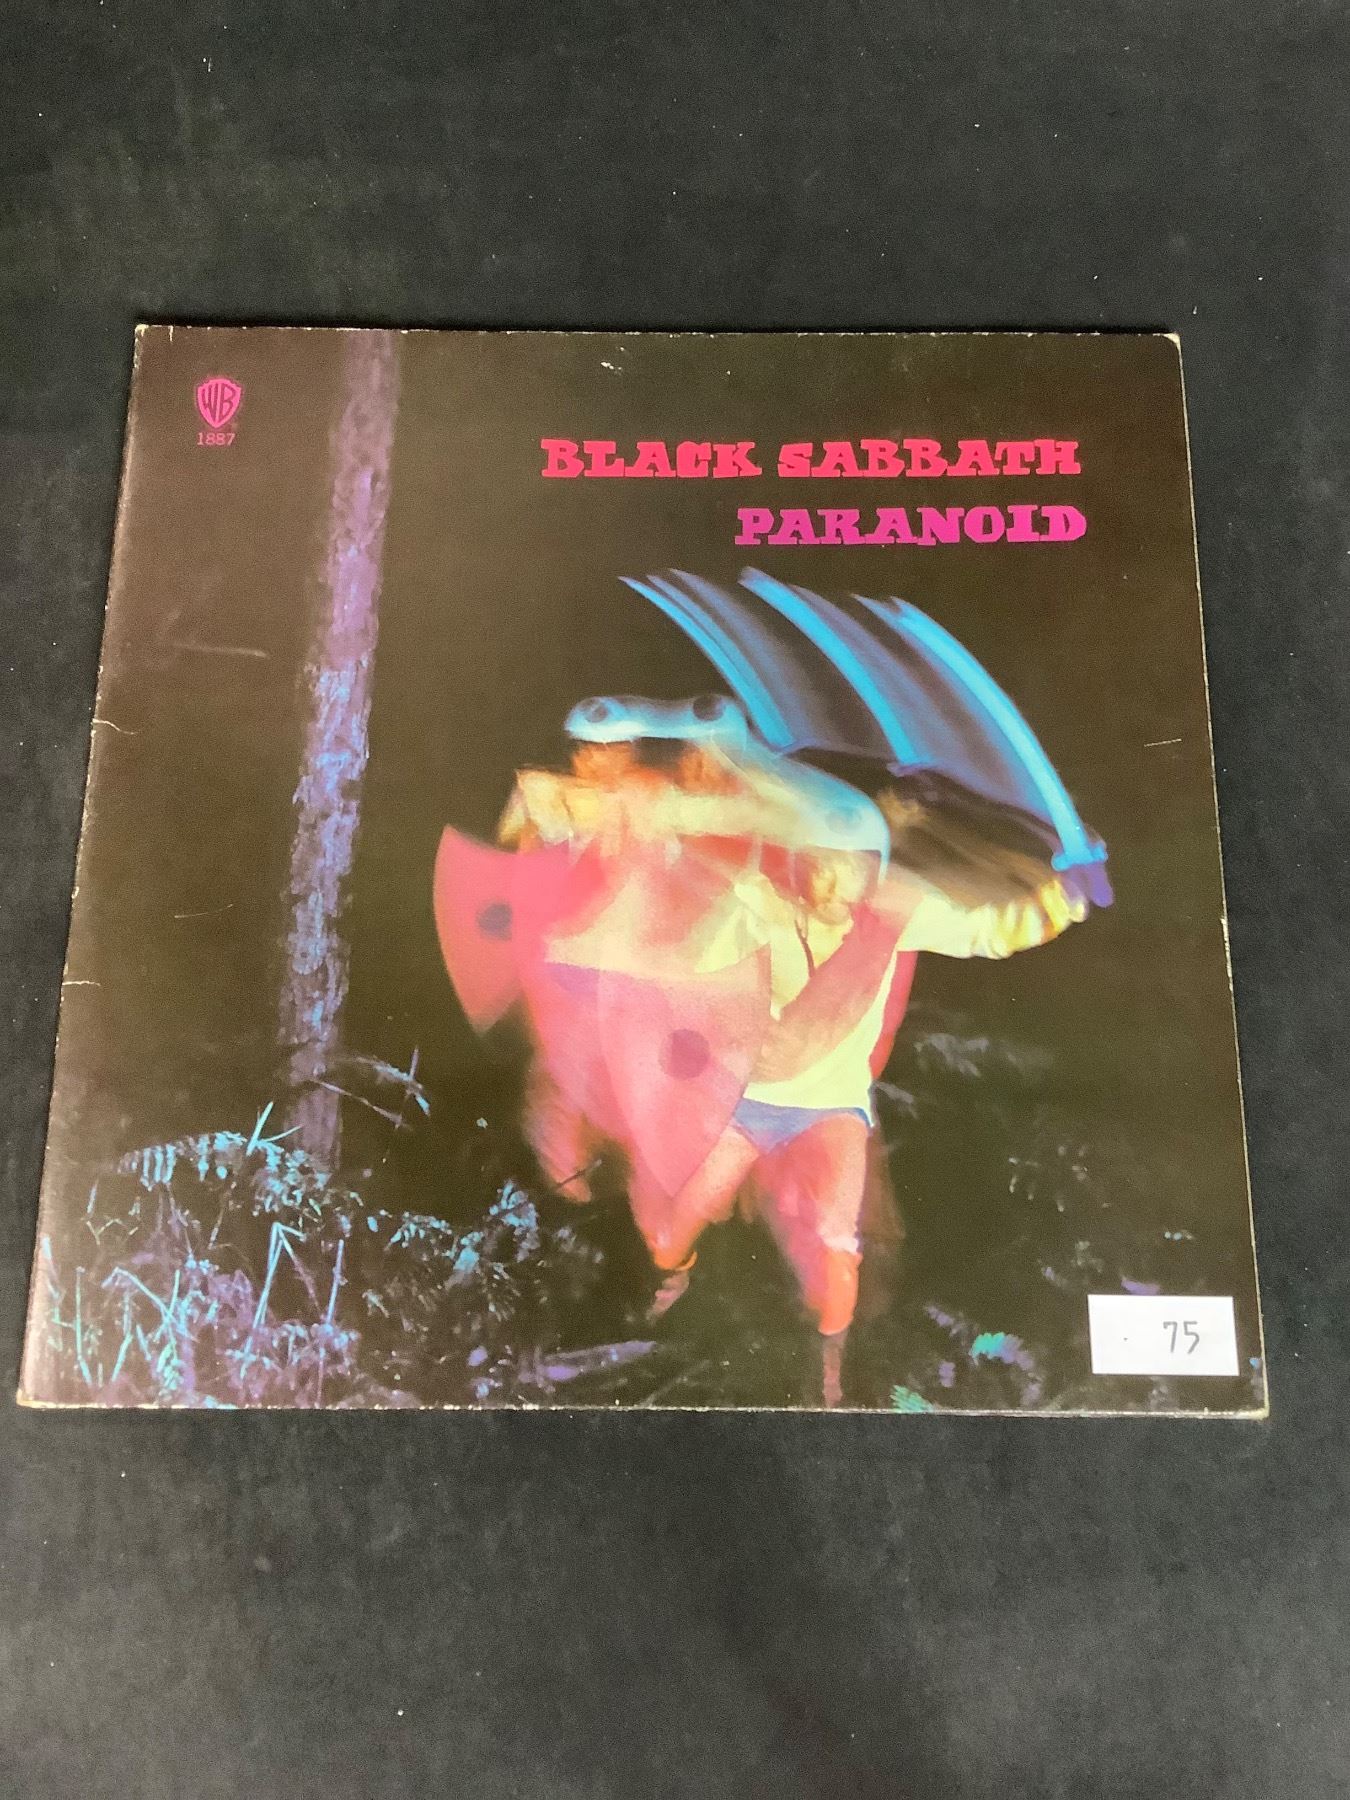 WB
1887
BLACK SABBATH
PARANOID
75